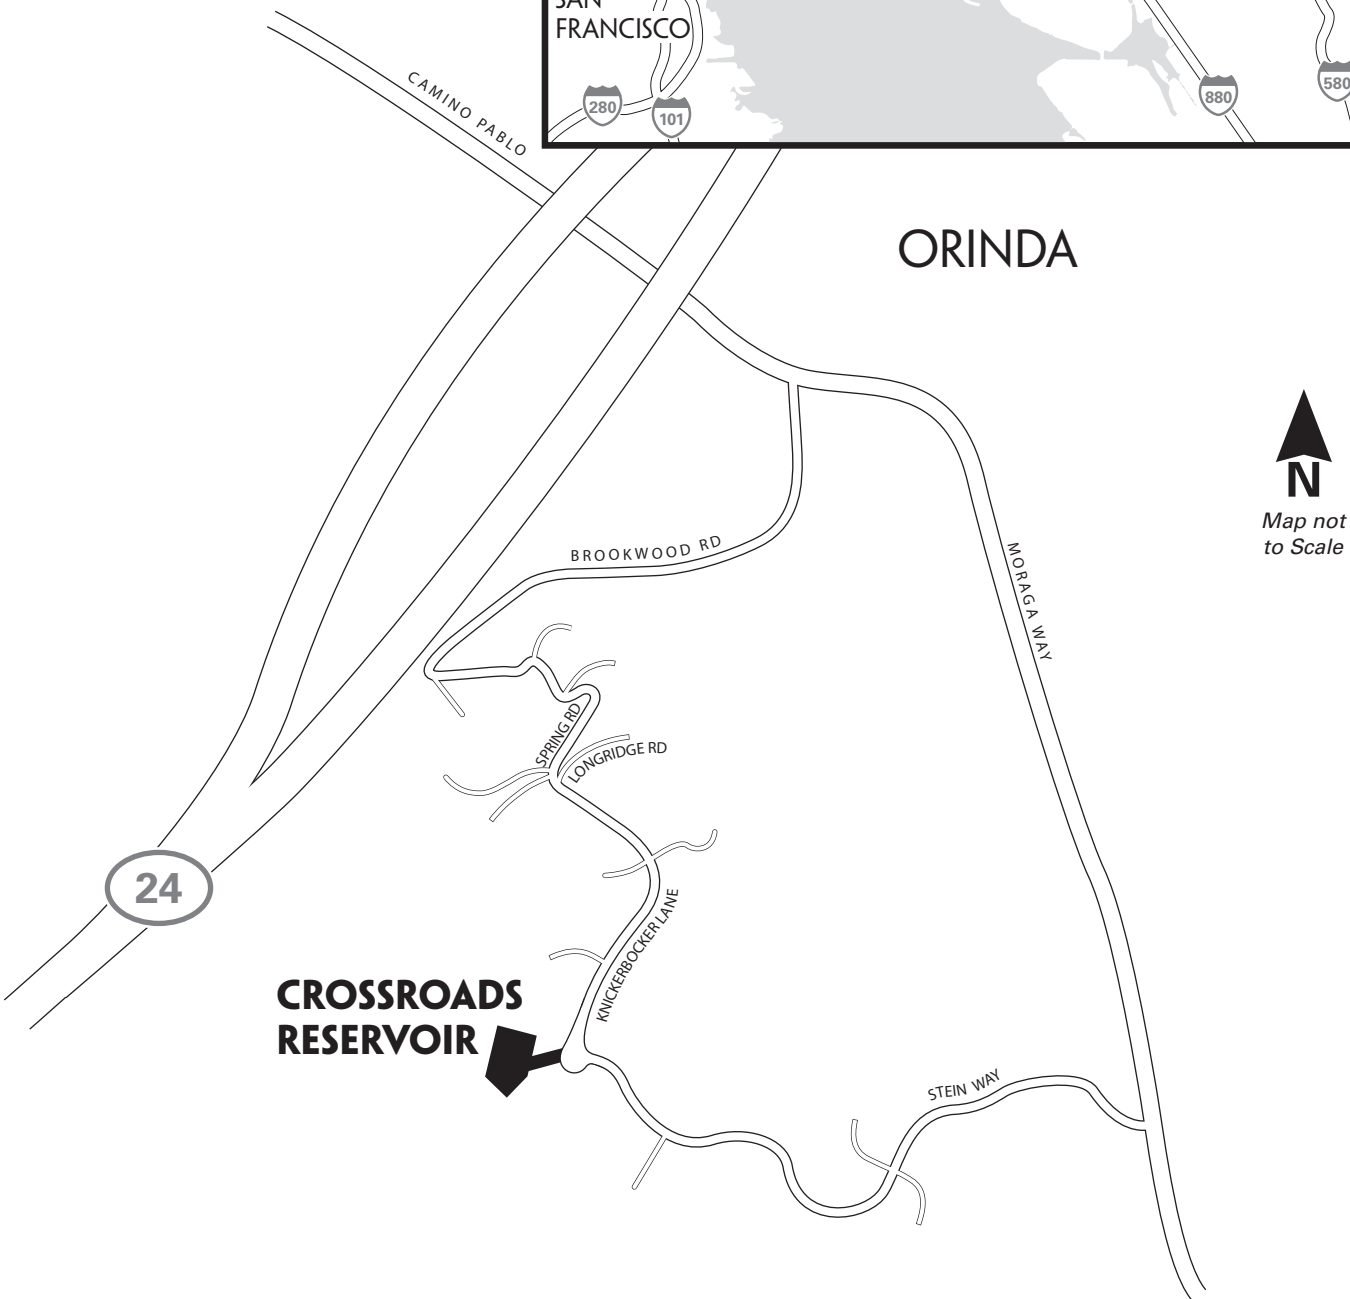 FRANCISCO
280
101
880
580
CAMINO PABLO
ORINDA
N
Map not
to Scale
BROOKWOOD RD
MORAGA WAY
SPRING RD
LONGRIDGE RD
24
KNICKERBOCKER LANE
CROSSROADS
RESERVOIR
STEIN WAY